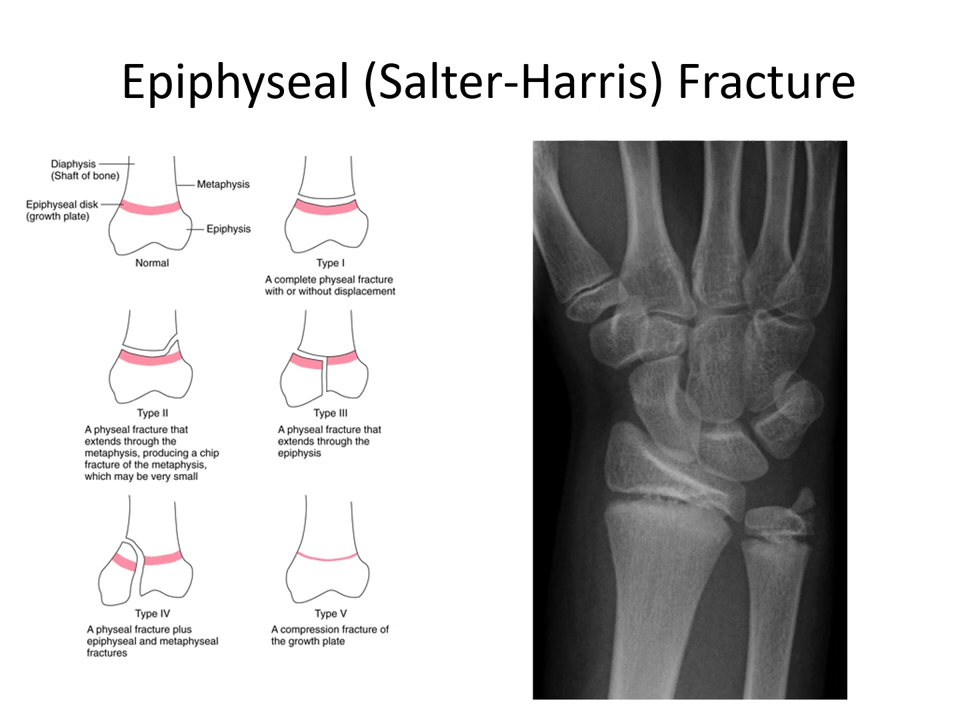 Epiphyseal (Salter-Harris) Fracture
Diaphysis
(Shaft of bone)
Metaphysis
Epiphyseal disk
(growth plate)
Epiphysis
Normal
Type I
A complete physeal fracture
with or without displacement
Type II
A physeal fracture that
extends through the
metaphysis, producing a chip
fracture of the metaphysis,
which may be very small
Type III
A physeal fracture that
extends through the
epiphysis
Type IV
A physeal fracture plus
epiphyseal and metaphyseal
fractures
Type V
A compression fracture of
the growth plate